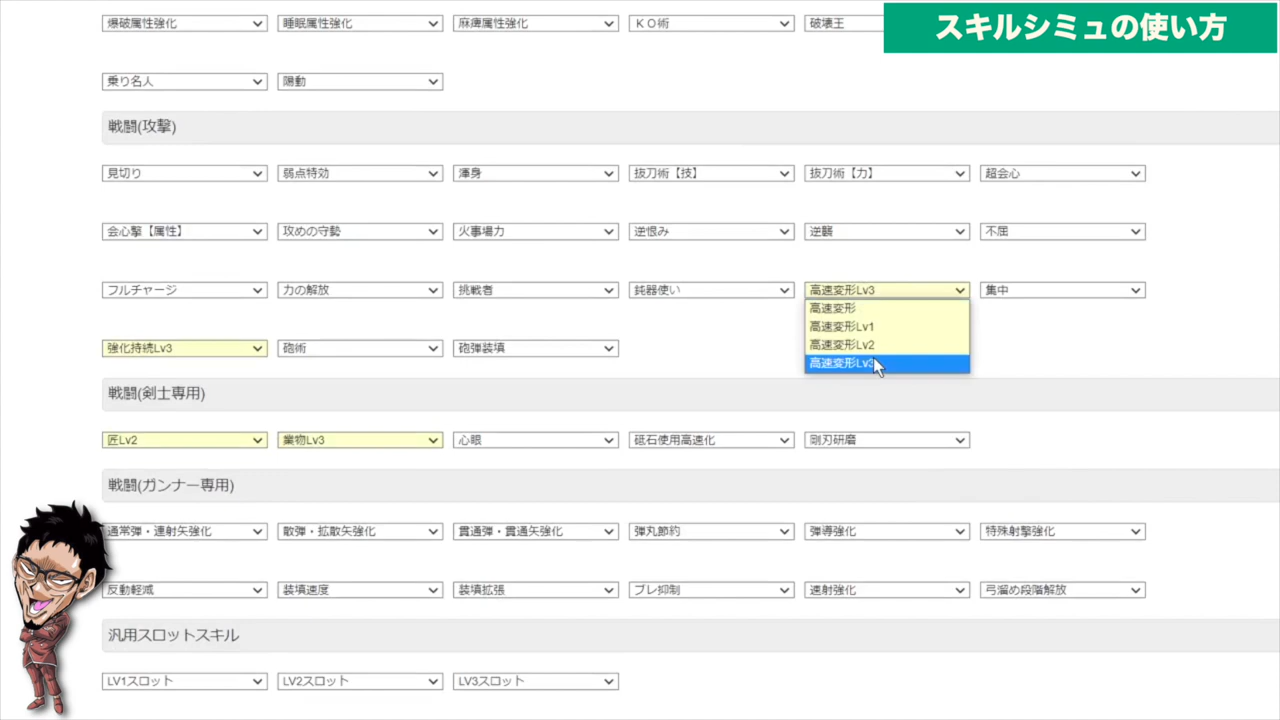 スキルシミュの使い方
爆破属性強化 睡眠属性強化 麻痺属性強化 KO術 破壊王
乗り名人 陽動
戦闘(攻撃)
見切り 弱点特効 渾身 抜刀術【技】 抜刀術【力】 超会心
会心撃【属性】 攻めの守勢 火事場力 逆恨み 逆襲 不屈
フルチャージ 力の解放 挑戦者 鈍器使い 高速変形Lv3 集中
高速変形
高速変形Lv1
高速変形Lv2
高速変形Lv3
強化持続Lv3 砲術 砲弾装填
戦闘(剣士専用)
匠Lv2 業物Lv3 心眼 砥石使用高速化 剛刃研磨
戦闘(ガンナー専用)
通常弾・連射矢強化 散弾・拡散矢強化 貫通弾・貫通矢強化 弾丸節約 弾導強化 特殊射撃強化
反動軽減 装填速度 装填拡張 ブレ抑制 速射強化 弓溜め段階解放
汎用スロットスキル
LV1スロット LV2スロット LV3スロット